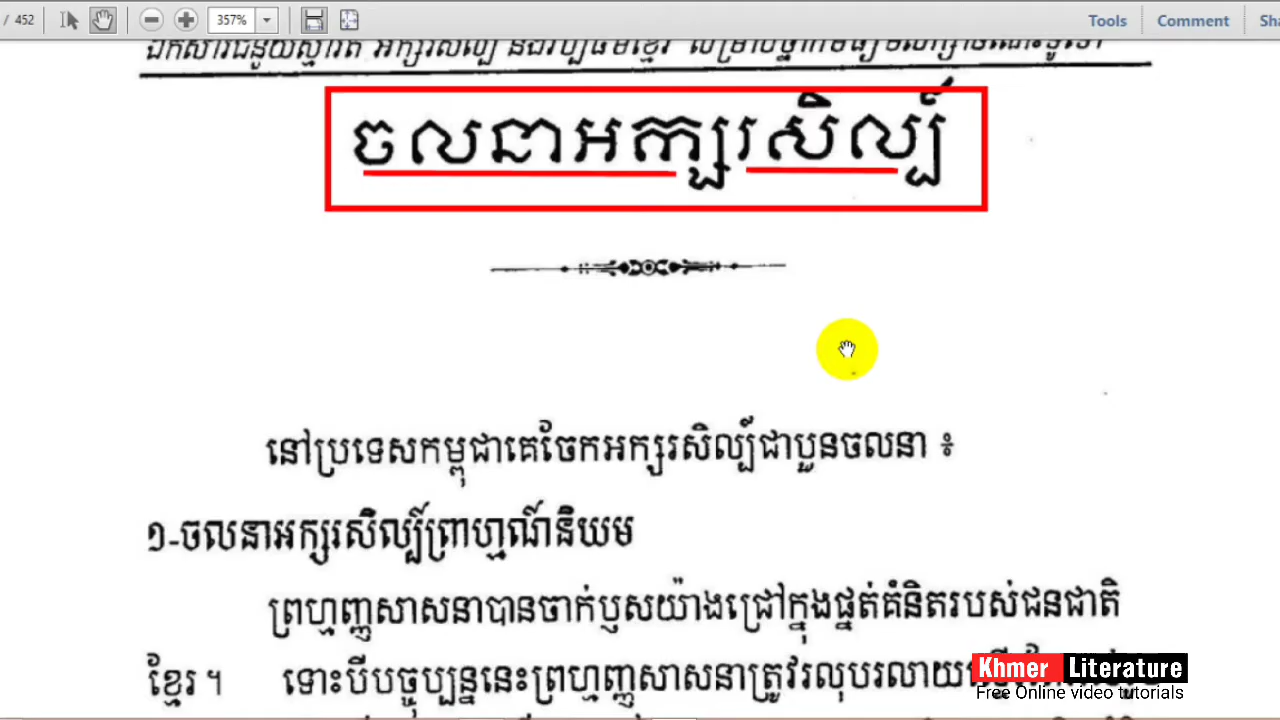 / 452 357% Tools Comment
ចលនាអក្សរសិល្ប៍
នៅប្រទេសកម្ពុជាគេចែកអក្សរសិល្ប៍ជាបួនចលនា ៖
១-ចលនាអក្សរសិល្ប៍ព្រាហ្មណ៍និយម
ព្រហ្មញ្ញសាសនាបានចាក់ឫសយ៉ាងជ្រៅក្នុងផ្នត់គំនិតរបស់ជនជាតិ
ខ្មែរ ។ ទោះបីបច្ចុប្បន្ននេះព្រហ្មញ្ញសាសនាត្រូវរលុបរលាយ
Khmer Literature
Free Online video tutorials